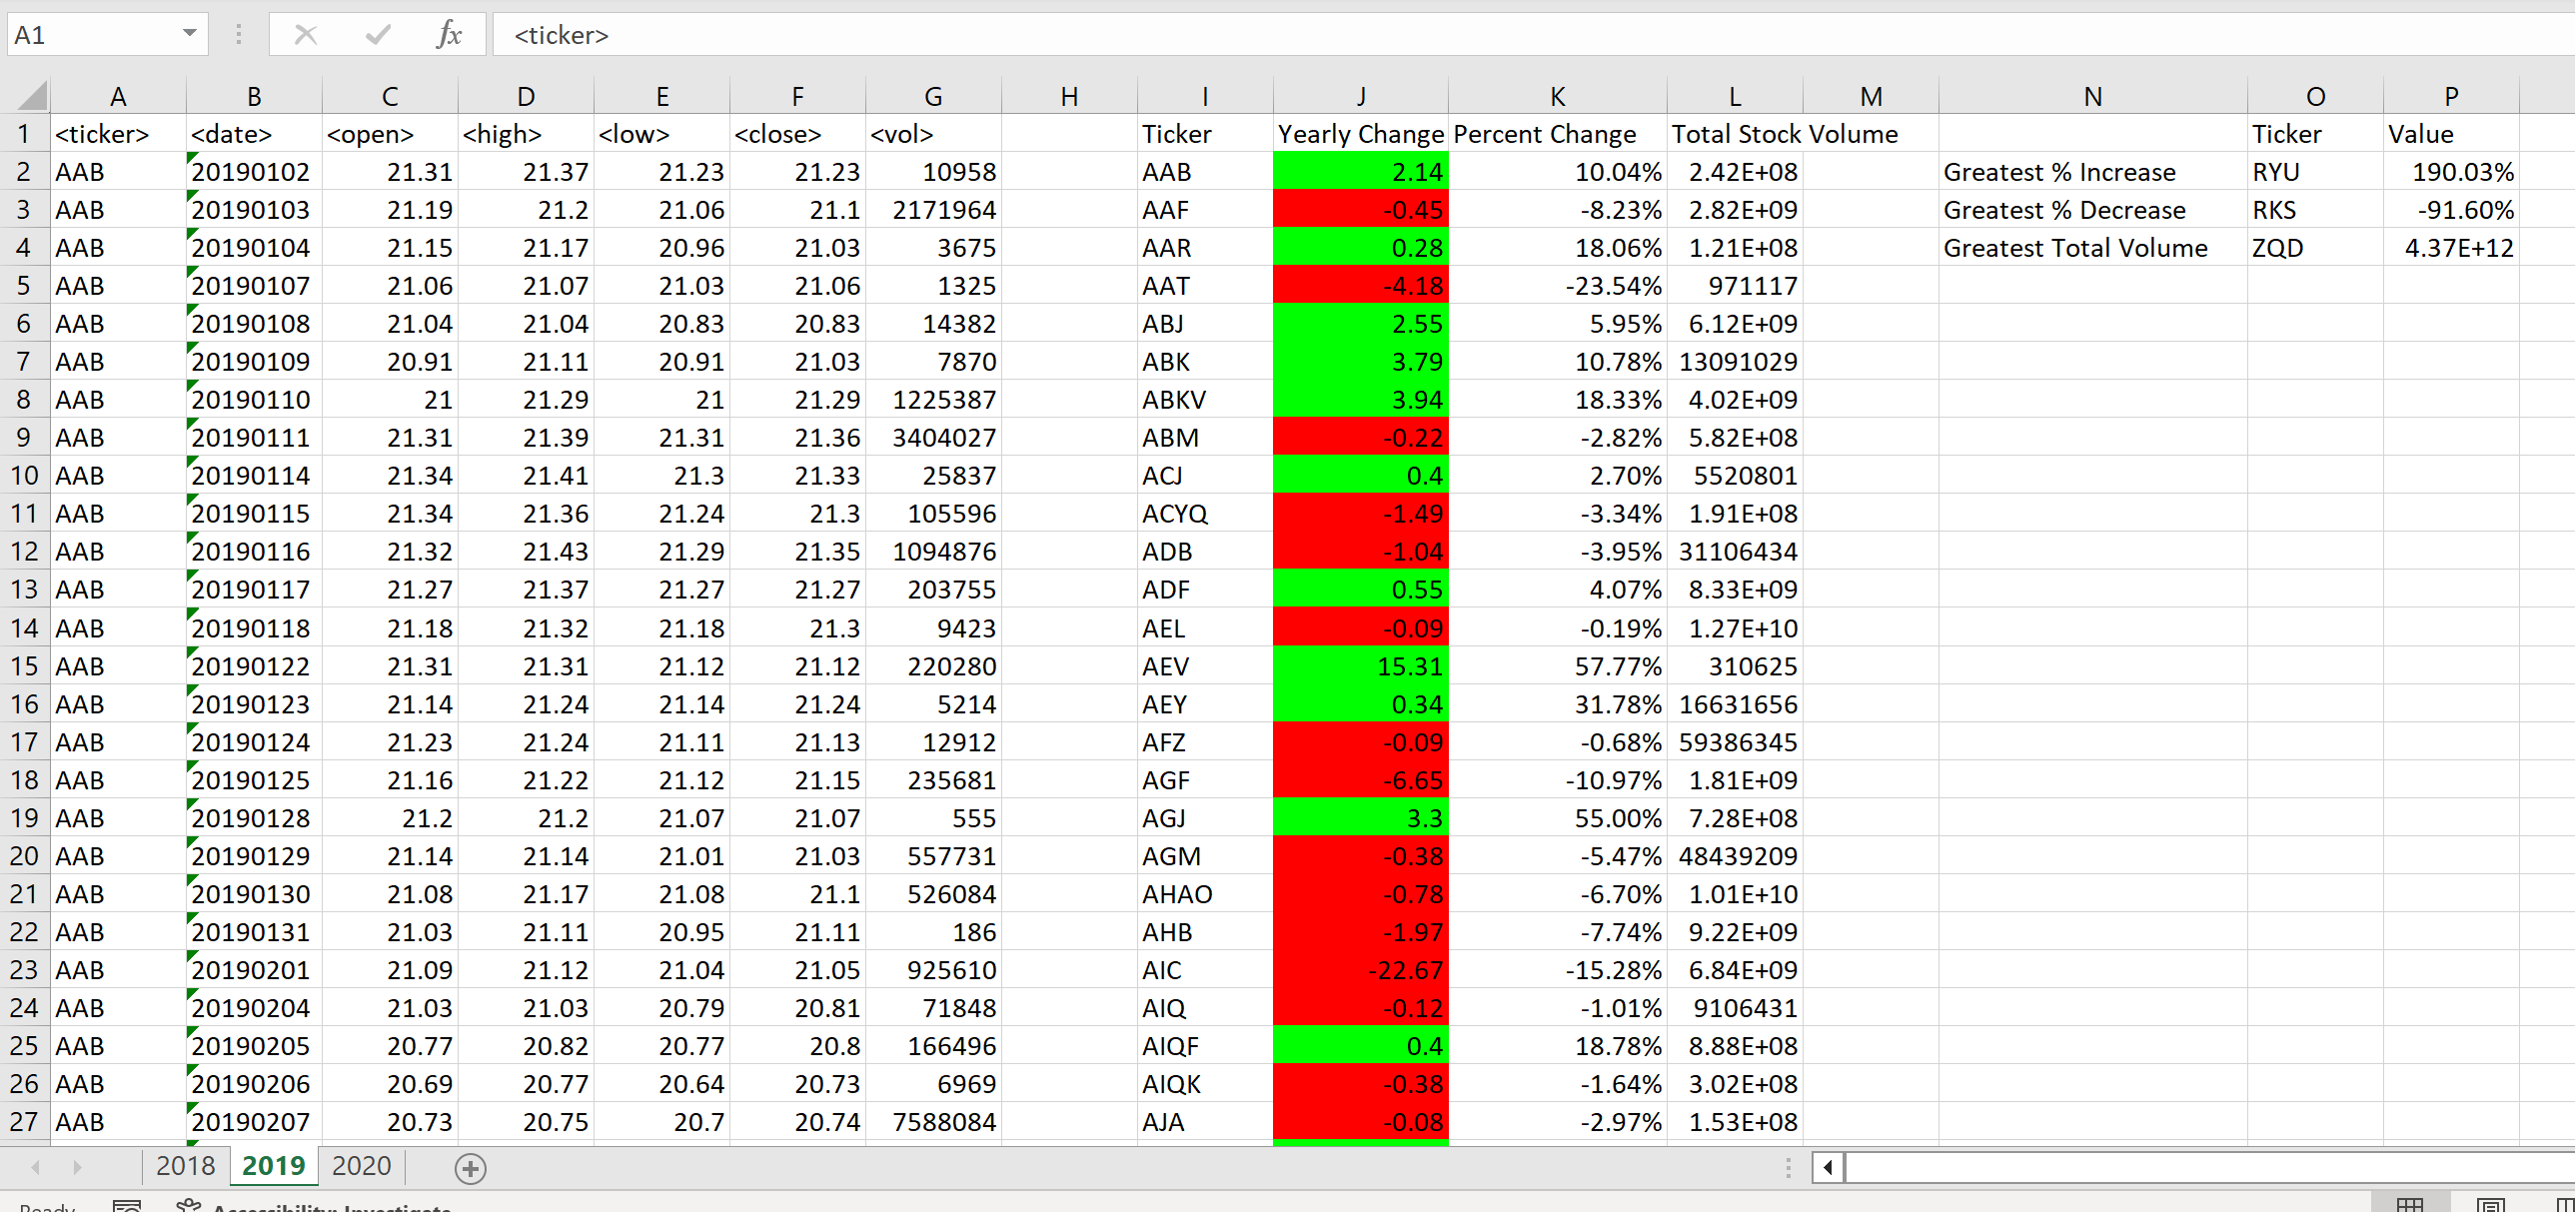 A1 fx <ticker>
A B C D E F G H I J K L M N O P
1 <ticker> <date> <open> <high> <low> <close> <vol> Ticker Yearly Change Percent Change Total Stock Volume Ticker Value
2 AAB 20190102 21.31 21.37 21.23 21.23 10958 AAB 2.14 10.04% 2.42E+08 Greatest % Increase RYU 190.03%
3 AAB 20190103 21.19 21.2 21.06 21.1 2171964 AAF -0.45 -8.23% 2.82E+09 Greatest % Decrease RKS -91.60%
4 AAB 20190104 21.15 21.17 20.96 21.03 3675 AAR 0.28 18.06% 1.21E+08 Greatest Total Volume ZQD 4.37E+12
5 AAB 20190107 21.06 21.07 21.03 21.06 1325 AAT -4.18 -23.54% 971117
6 AAB 20190108 21.04 21.04 20.83 20.83 14382 ABJ 2.55 5.95% 6.12E+09
7 AAB 20190109 20.91 21.11 20.91 21.03 7870 ABK 3.79 10.78% 13091029
8 AAB 20190110 21 21.29 21 21.29 1225387 ABKV 3.94 18.33% 4.02E+09
9 AAB 20190111 21.31 21.39 21.31 21.36 3404027 ABM -0.22 -2.82% 5.82E+08
10 AAB 20190114 21.34 21.41 21.3 21.33 25837 ACJ 0.4 2.70% 5520801
11 AAB 20190115 21.34 21.36 21.24 21.3 105596 ACYQ -1.49 -3.34% 1.91E+08
12 AAB 20190116 21.32 21.43 21.29 21.35 1094876 ADB -1.04 -3.95% 31106434
13 AAB 20190117 21.27 21.37 21.27 21.27 203755 ADF 0.55 4.07% 8.33E+09
14 AAB 20190118 21.18 21.32 21.18 21.3 9423 AEL -0.09 -0.19% 1.27E+10
15 AAB 20190122 21.31 21.31 21.12 21.12 220280 AEV 15.31 57.77% 310625
16 AAB 20190123 21.14 21.24 21.14 21.24 5214 AEY 0.34 31.78% 16631656
17 AAB 20190124 21.23 21.24 21.11 21.13 12912 AFZ -0.09 -0.68% 59386345
18 AAB 20190125 21.16 21.22 21.12 21.15 235681 AGF -6.65 -10.97% 1.81E+09
19 AAB 20190128 21.2 21.2 21.07 21.07 555 AGJ 3.3 55.00% 7.28E+08
20 AAB 20190129 21.14 21.14 21.01 21.03 557731 AGM -0.38 -5.47% 48439209
21 AAB 20190130 21.08 21.17 21.08 21.1 526084 AHAO -0.78 -6.70% 1.01E+10
22 AAB 20190131 21.03 21.11 20.95 21.11 186 AHB -1.97 -7.74% 9.22E+09
23 AAB 20190201 21.09 21.12 21.04 21.05 925610 AIC -22.67 -15.28% 6.84E+09
24 AAB 20190204 21.03 21.03 20.79 20.81 71848 AIQ -0.12 -1.01% 9106431
25 AAB 20190205 20.77 20.82 20.77 20.8 166496 AIQF 0.4 18.78% 8.88E+08
26 AAB 20190206 20.69 20.77 20.64 20.73 6969 AIQK -0.38 -1.64% 3.02E+08
27 AAB 20190207 20.73 20.75 20.7 20.74 7588084 AJA -0.08 -2.97% 1.53E+08
2018 2019 2020
Ready Accessibility: Investigate